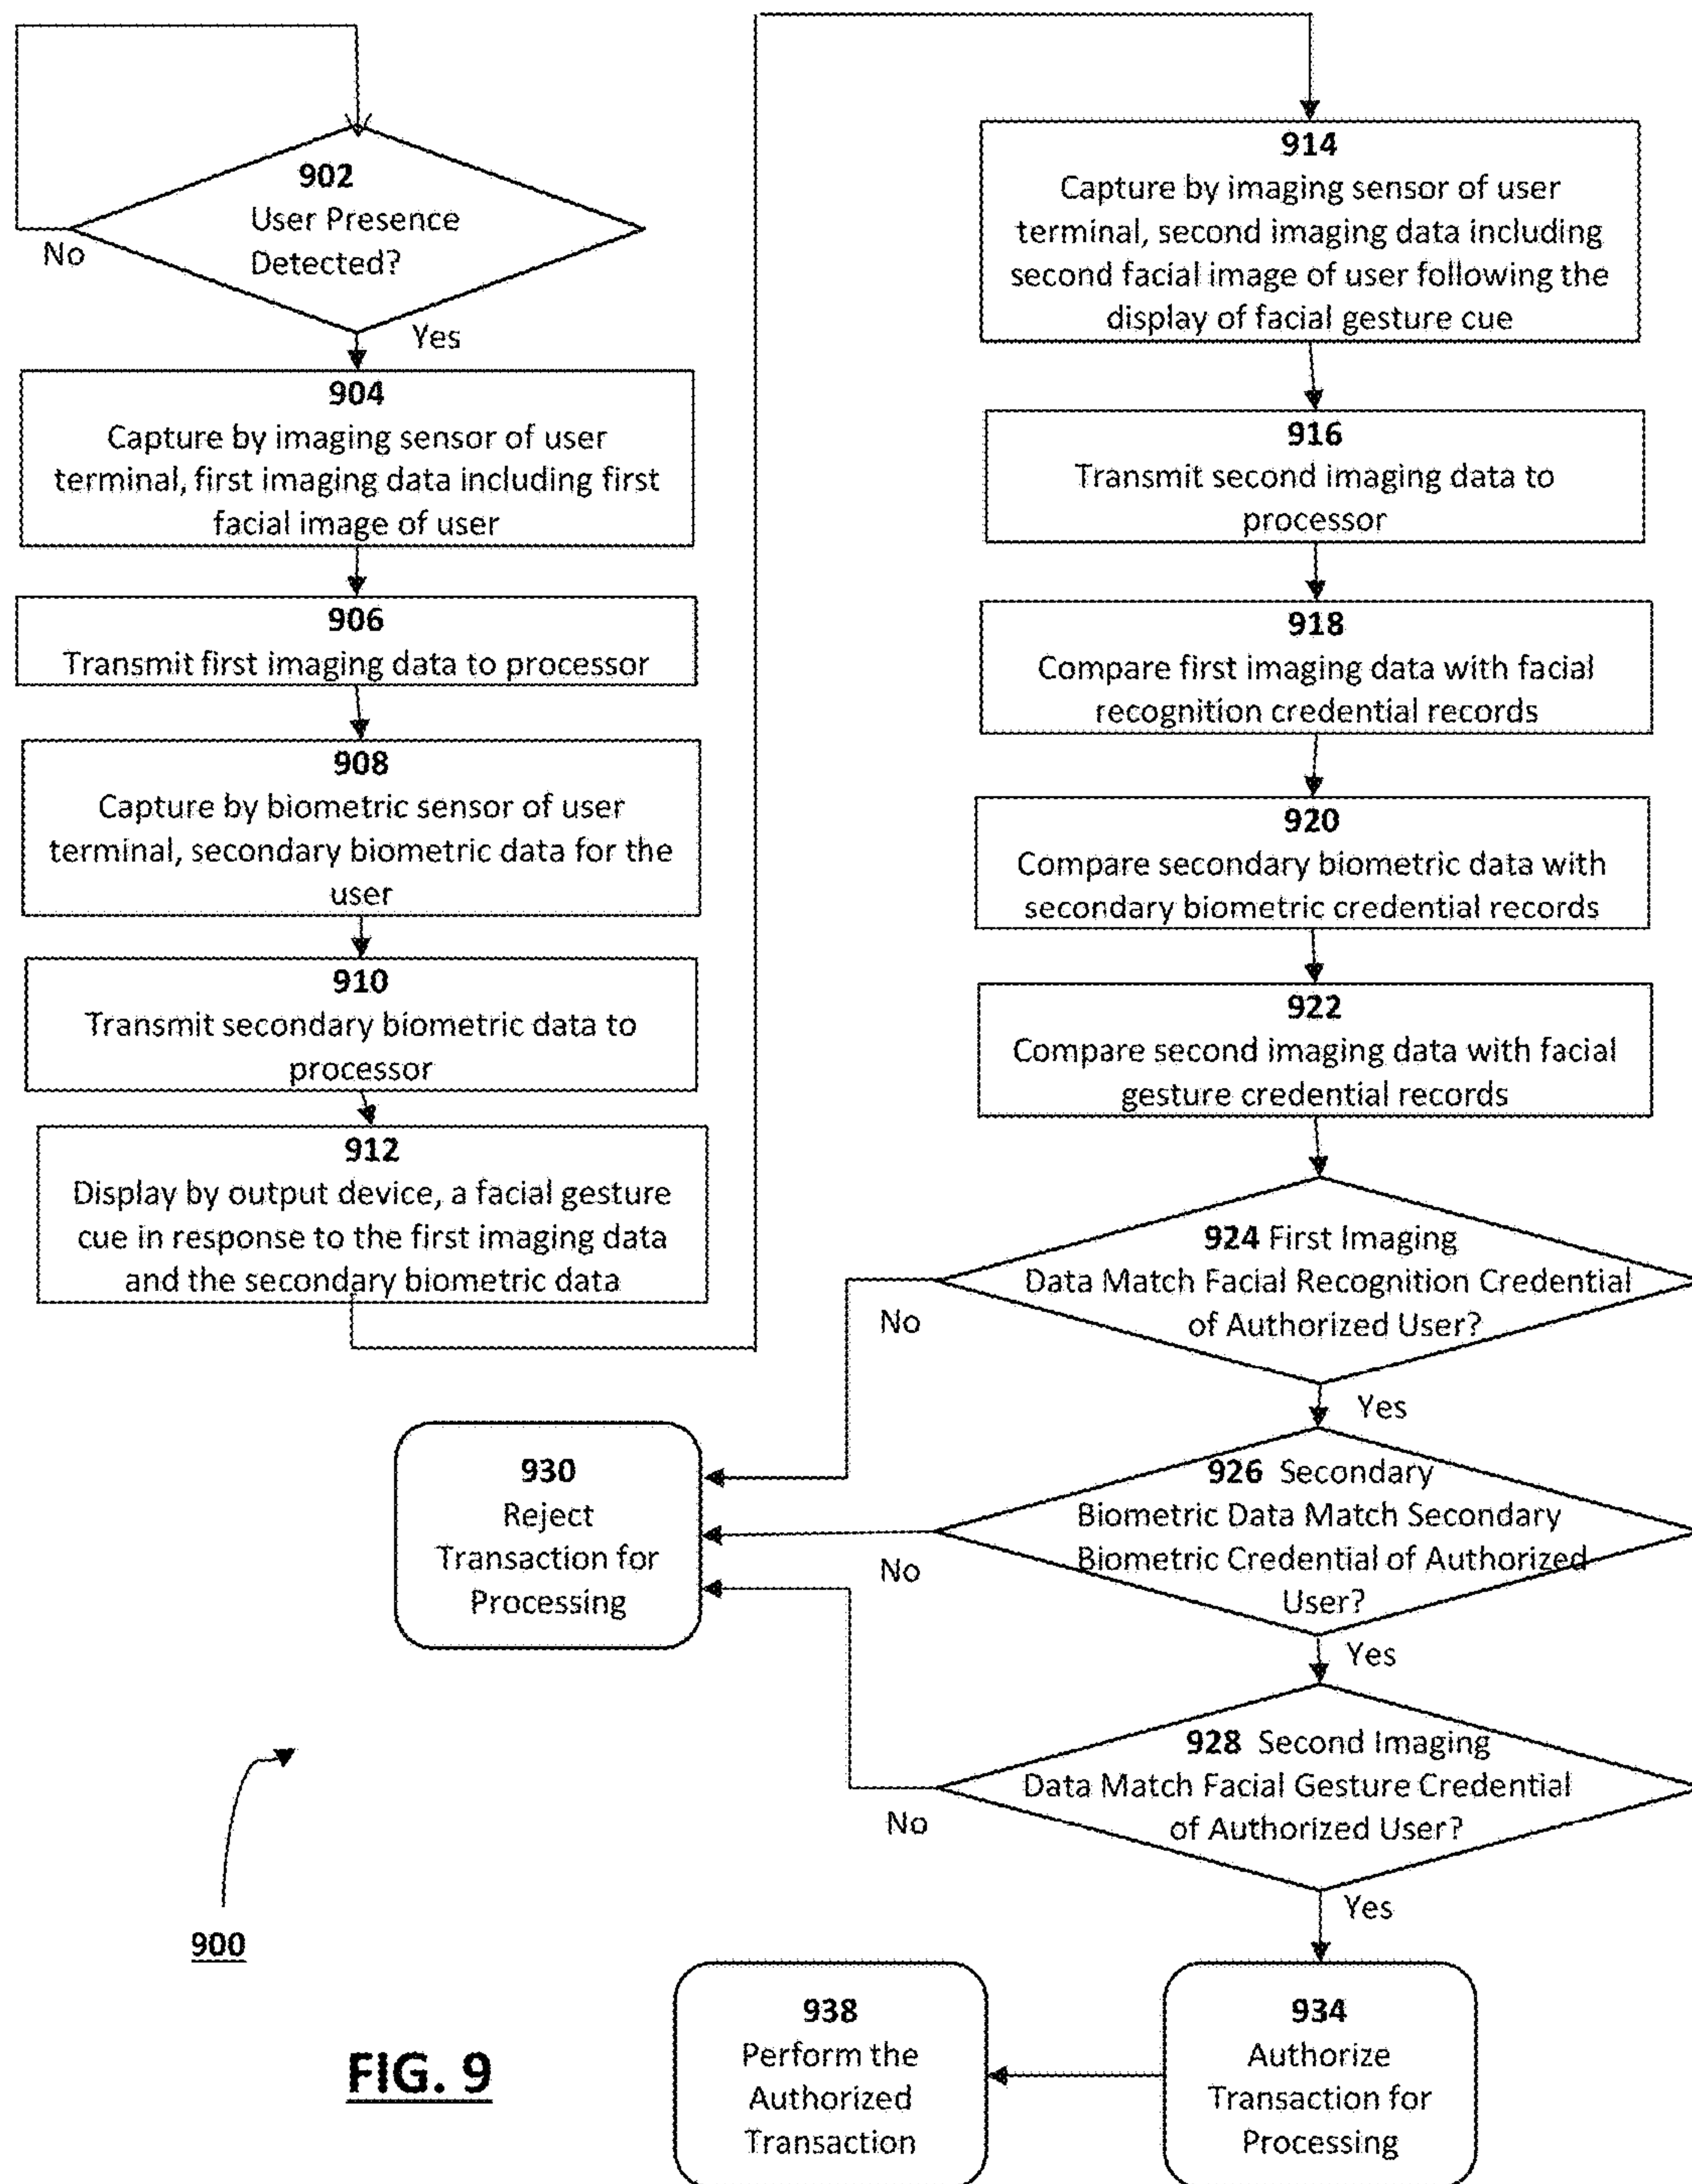 902
User Presence
Detected?
No
Yes
904
Capture by imaging sensor of user
terminal, first imaging data including first
facial image of user
906
Transmit first imaging data to processor
908
Capture by biometric sensor of user
terminal, secondary biometric data for the
user
910
Transmit secondary biometric data to
processor
912
Display by output device, a facial gesture
cue in response to the first imaging data
and the secondary biometric data
914
Capture by imaging sensor of user
terminal, second imaging data including
second facial image of user following the
display of facial gesture cue
916
Transmit second imaging data to
processor
918
Compare first imaging data with facial
recognition credential records
920
Compare secondary biometric data with
secondary biometric credential records
922
Compare second imaging data with facial
gesture credential records
924 First Imaging
Data Match Facial Recognition Credential
of Authorized User?
No
Yes
926 Secondary
Biometric Data Match Secondary
Biometric Credential of Authorized
User?
No
Yes
928 Second Imaging
Data Match Facial Gesture Credential
of Authorized User?
No
Yes
930
Reject
Transaction for
Processing
934
Authorize
Transaction for
Processing
938
Perform the
Authorized
Transaction
900
FIG. 9